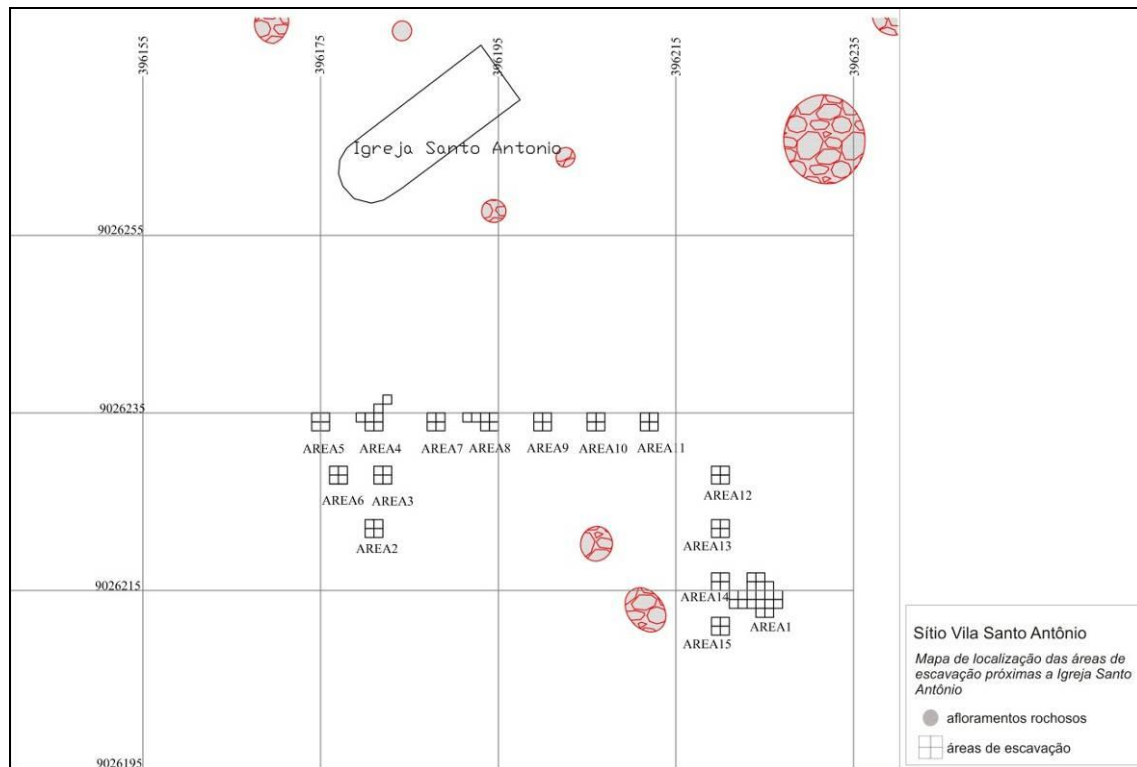 396155
396175
396195
396215
396235
Igreja Santo Antonio
9026255
9026235
AREA5
AREA4
AREA7
AREA8
AREA9
AREA10
AREA11
AREA6
AREA3
AREA12
AREA2
AREA13
9026215
AREA14
AREA1
AREA15
9026195
Sítio Vila Santo Antônio
Mapa de localização das áreas de
escavação próximas a Igreja Santo
Antônio
afloramentos rochosos
áreas de escavação